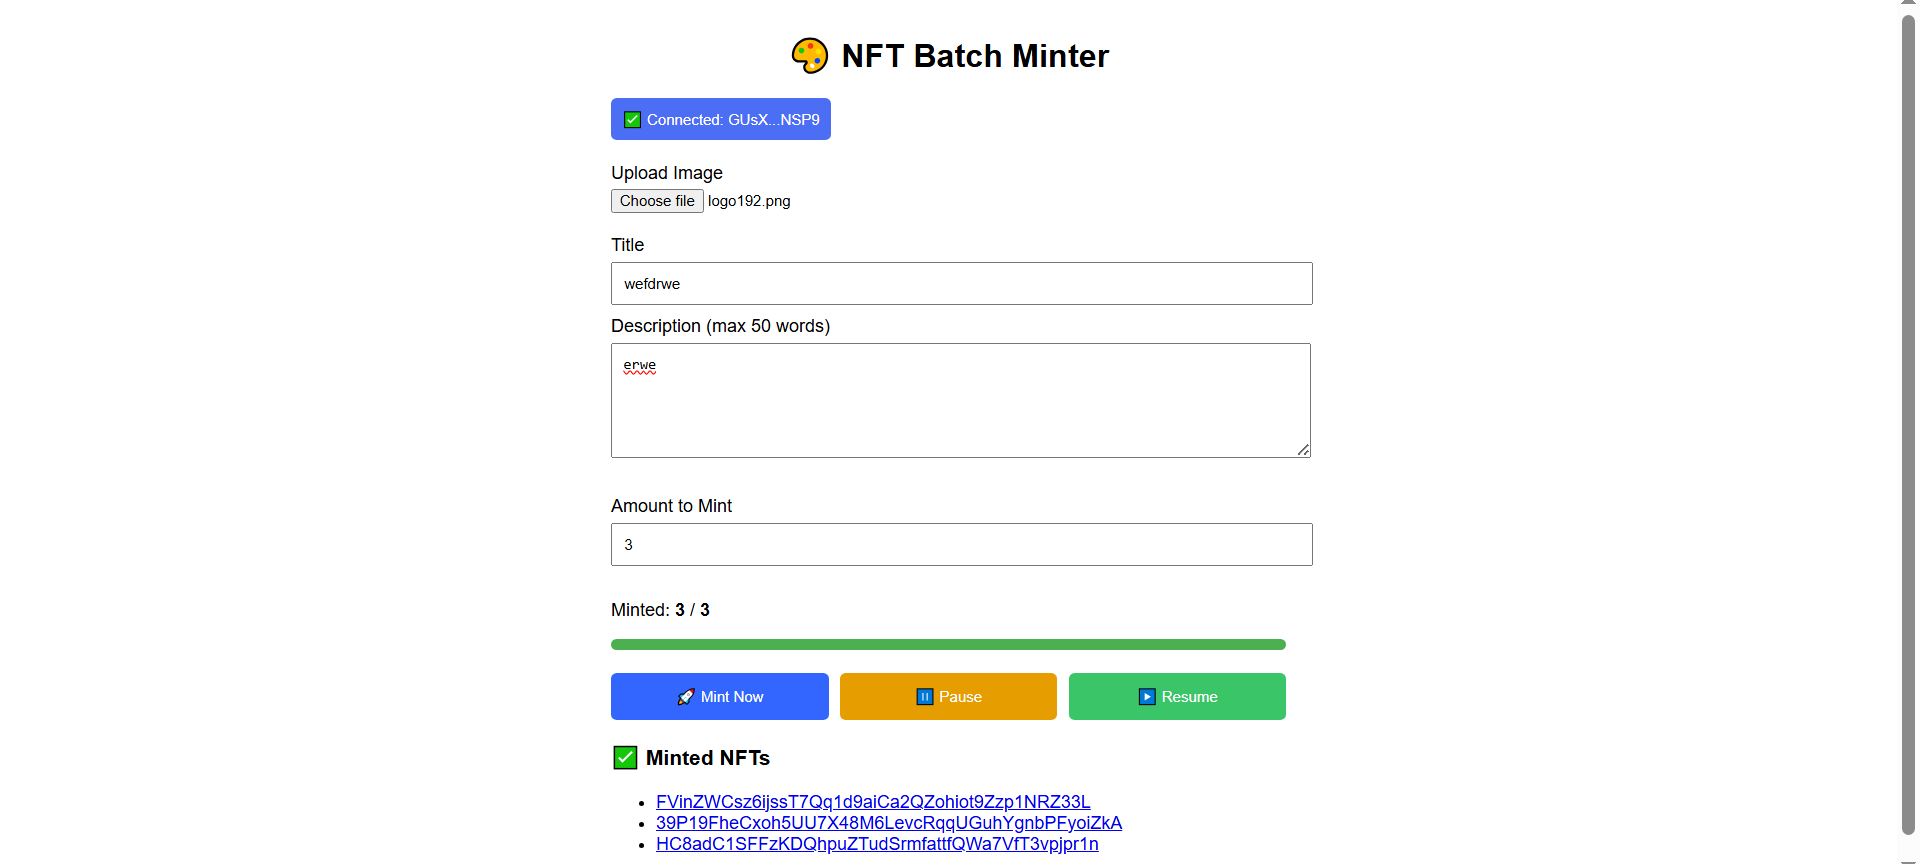 NFT Batch Minter
Connected: GUsX...NSP9
Upload Image
Choose file logo192.png
Title
wefdrwe
Description (max 50 words)
erwe
Amount to Mint
3
Minted: 3 / 3
Mint Now
Pause
Resume
Minted NFTs
FVinZWCsz6ijssT7Qq1d9aiCa2QZohiot9Zzp1NRZ33L
39P19FheCxoh5UU7X48M6LevcRqqUGuhYgnbPFyoiZkA
HC8adC1SFFzKDQhpuZTudSrmfattfQWa7VfT3vpjpr1n